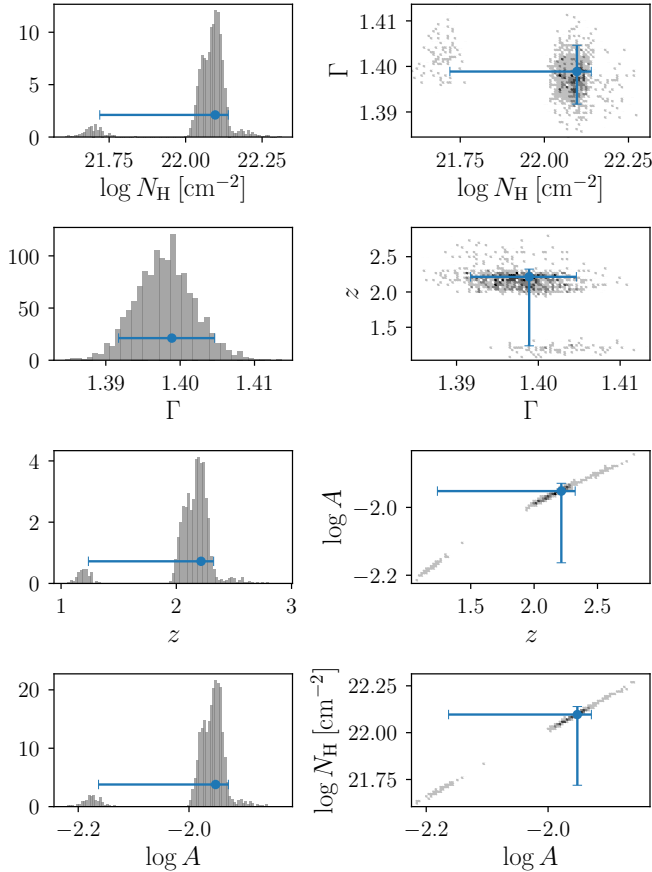 10
5
0
21.75 22.00 22.25
log N_H [cm⁻²]
1.41
1.40
1.39
Γ
21.75 22.00 22.25
log N_H [cm⁻²]
100
50
0
1.39 1.40 1.41
Γ
2.5
2.0
1.5
z
1.39 1.40 1.41
Γ
4
2
0
1 2 3
z
−2.0
−2.2
log A
1.5 2.0 2.5
z
20
10
0
−2.2 −2.0
log A
22.25
22.00
21.75
log N_H [cm⁻²]
−2.2 −2.0
log A